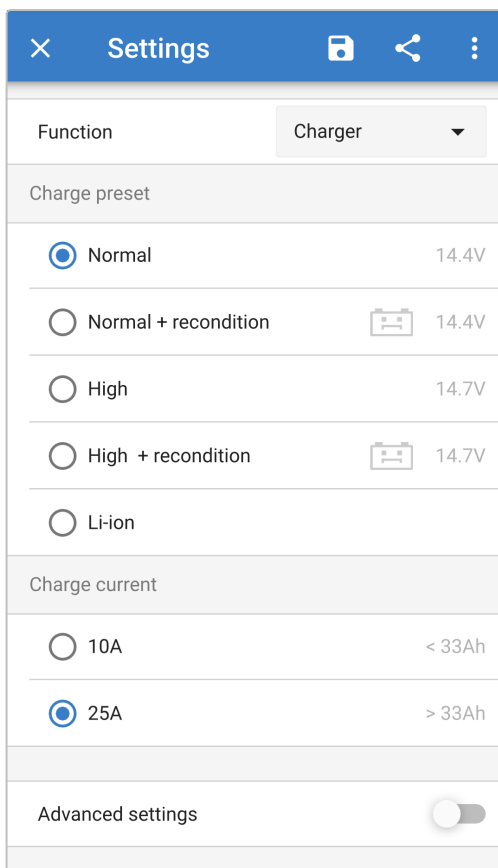 Settings
Function Charger
Charge preset
Normal 14.4V
Normal + recondition 14.4V
High 14.7V
High + recondition 14.7V
Li-ion
Charge current
10A < 33Ah
25A > 33Ah
Advanced settings